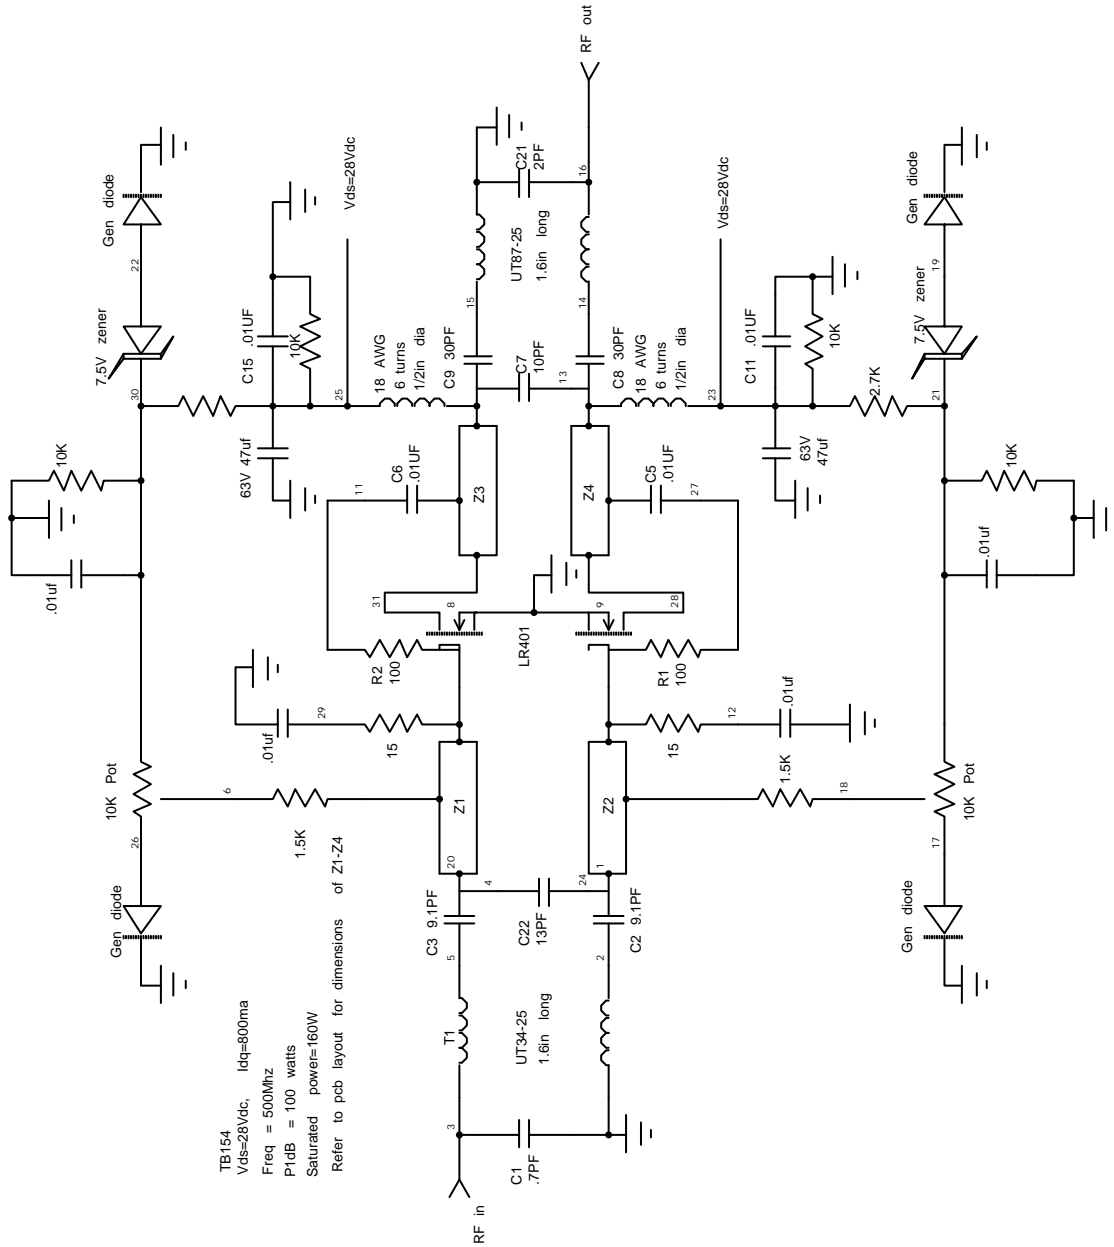 TB154
Vds=28Vdc, Idq=800ma
Freq = 500Mhz
P1dB = 100 watts
Saturated power=160W
Refer to pcb layout for dimensions of Z1-Z4
RF in
3
C1
.7PF
T1
UT34-25
1.6in long
5
2
C3 9.1PF
C2 9.1PF
C22
13PF
4
24
20
1
Z1
Z2
Gen diode
26
10K Pot
6
1.5K
Gen diode
17
10K Pot
18
1.5K
15
29
.01uf
15
12
.01uf
R2
100
R1
100
LR401
31
8
9
28
11
C6
.01UF
Z3
27
C5
.01UF
Z4
.01uf
10K
.01uf
10K
30
7.5V zener
22
Gen diode
21
7.5V zener
19
Gen diode
2.7K
63V 47uf
C15 .01UF
10K
25
Vds=28Vdc
18 AWG
6 turns
1/2in dia
63V
47uf
C11 .01UF
10K
23
Vds=28Vdc
18 AWG
6 turns
1/2in dia
C9 30PF
C7
10PF
13
C8 30PF
15
14
UT87-25
1.6in long
C21
2PF
16
RF out